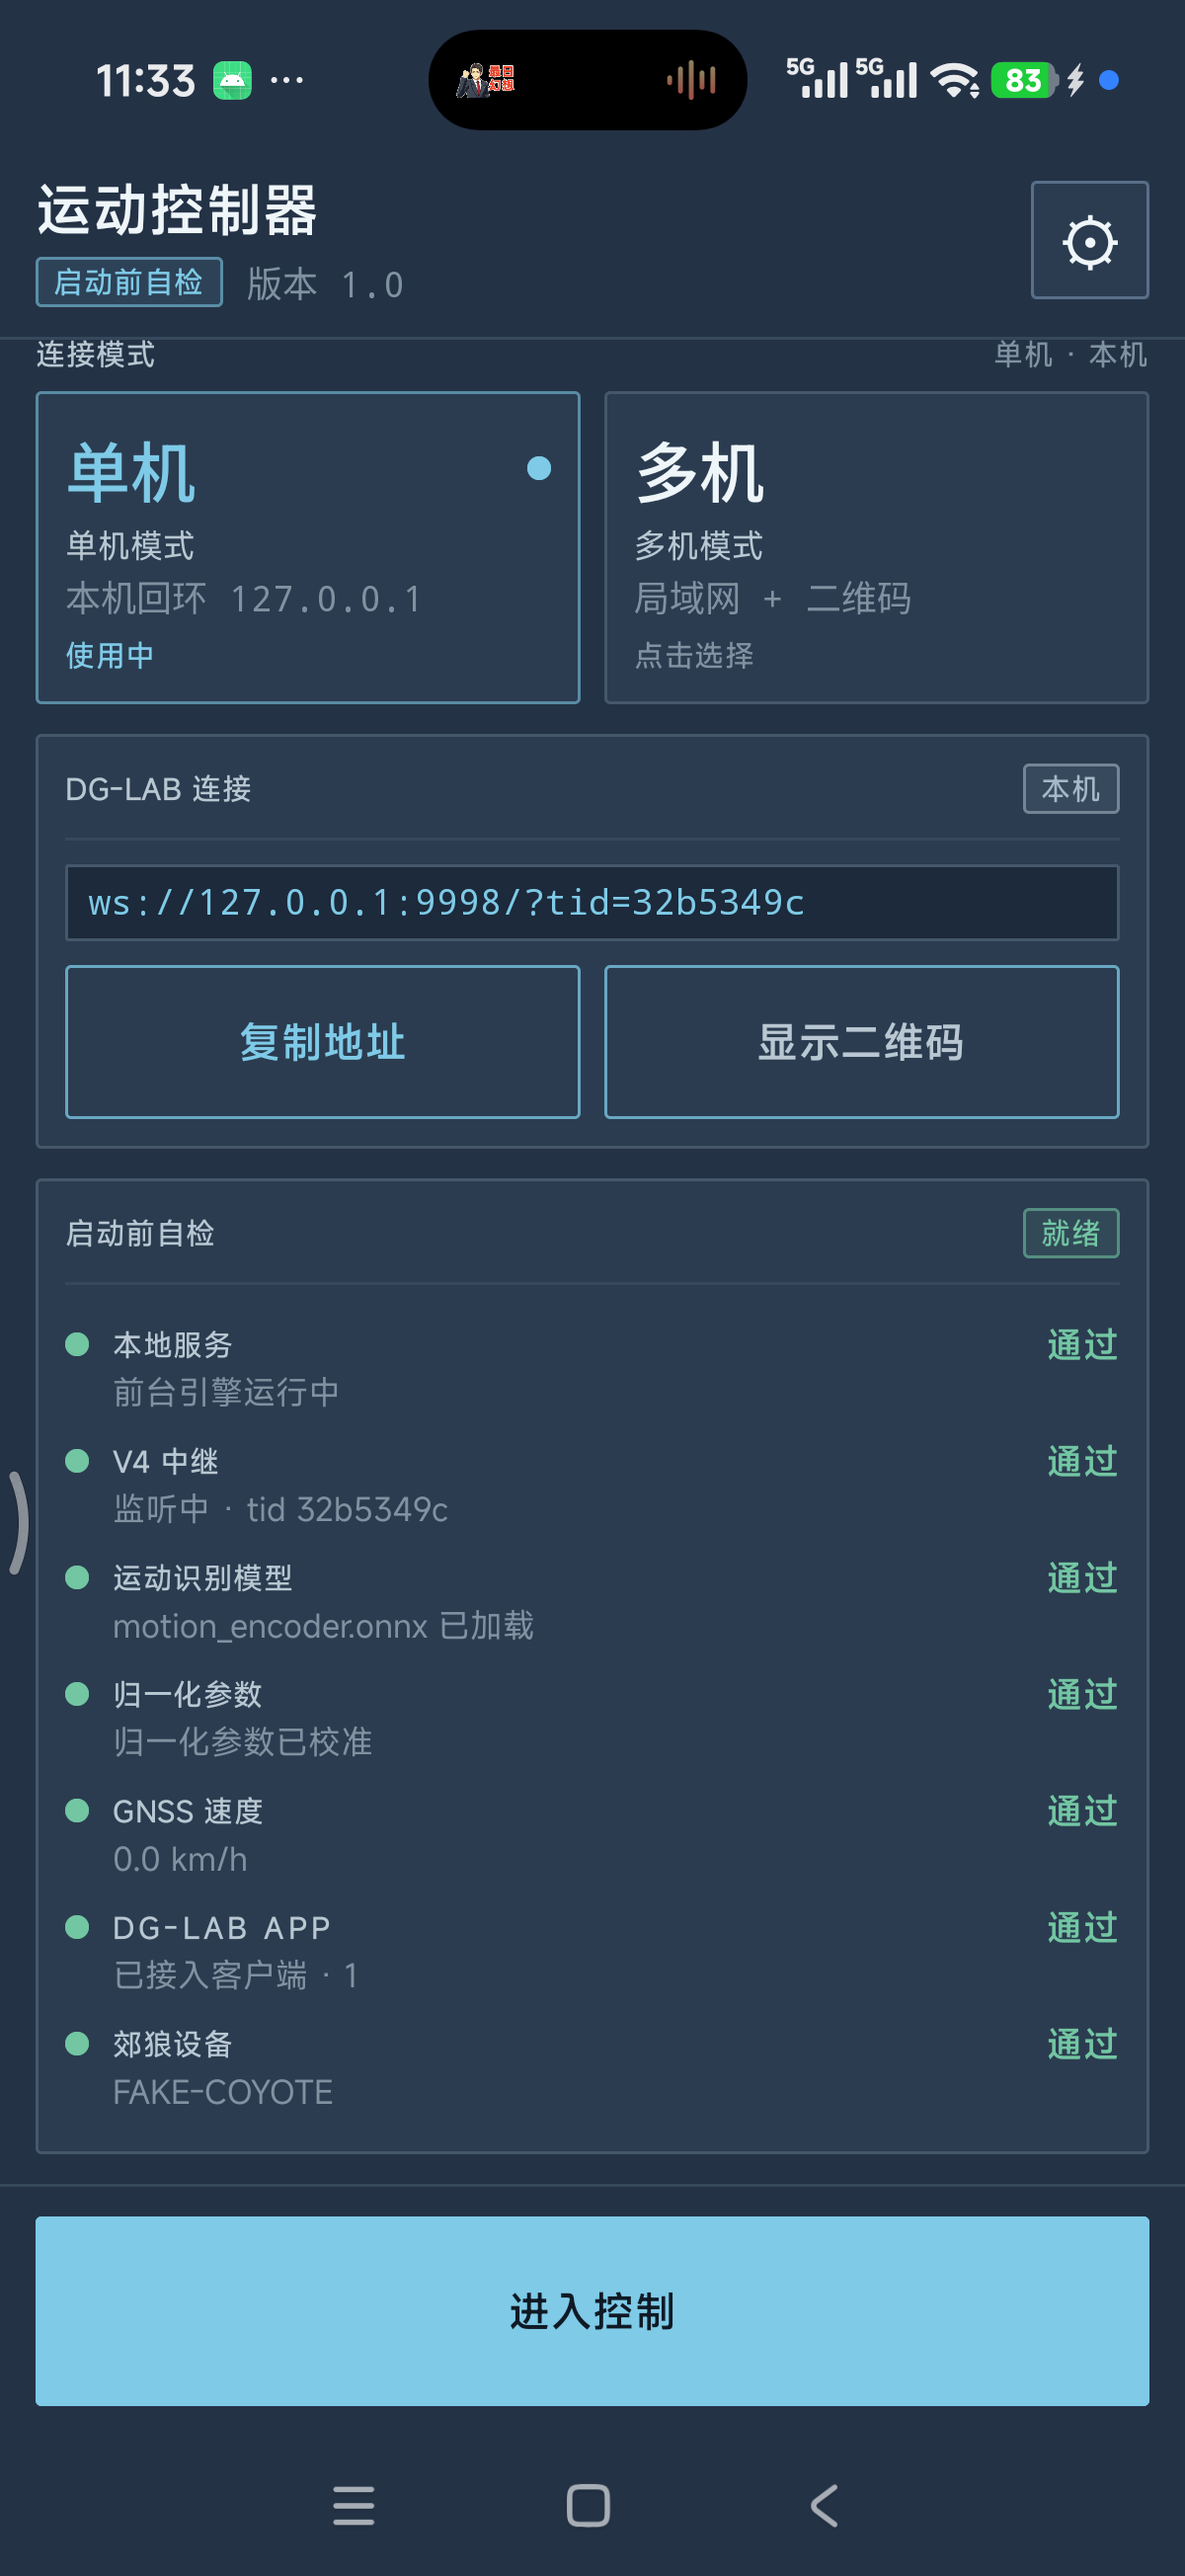 11:33
最日
幻想
5G 5G 83
运动控制器
启动前自检 版本 1.0
连接模式 单机 · 本机
单机
单机模式
本机回环 127.0.0.1
使用中
多机
多机模式
局域网 + 二维码
点击选择
DG-LAB 连接 本机
ws://127.0.0.1:9998/?tid=32b5349c
复制地址 显示二维码
启动前自检 就绪
本地服务 通过
前台引擎运行中
V4 中继 通过
监听中 · tid 32b5349c
运动识别模型 通过
motion_encoder.onnx 已加载
归一化参数 通过
归一化参数已校准
GNSS 速度 通过
0.0 km/h
DG-LAB APP 通过
已接入客户端 · 1
郊狼设备 通过
FAKE-COYOTE
进入控制